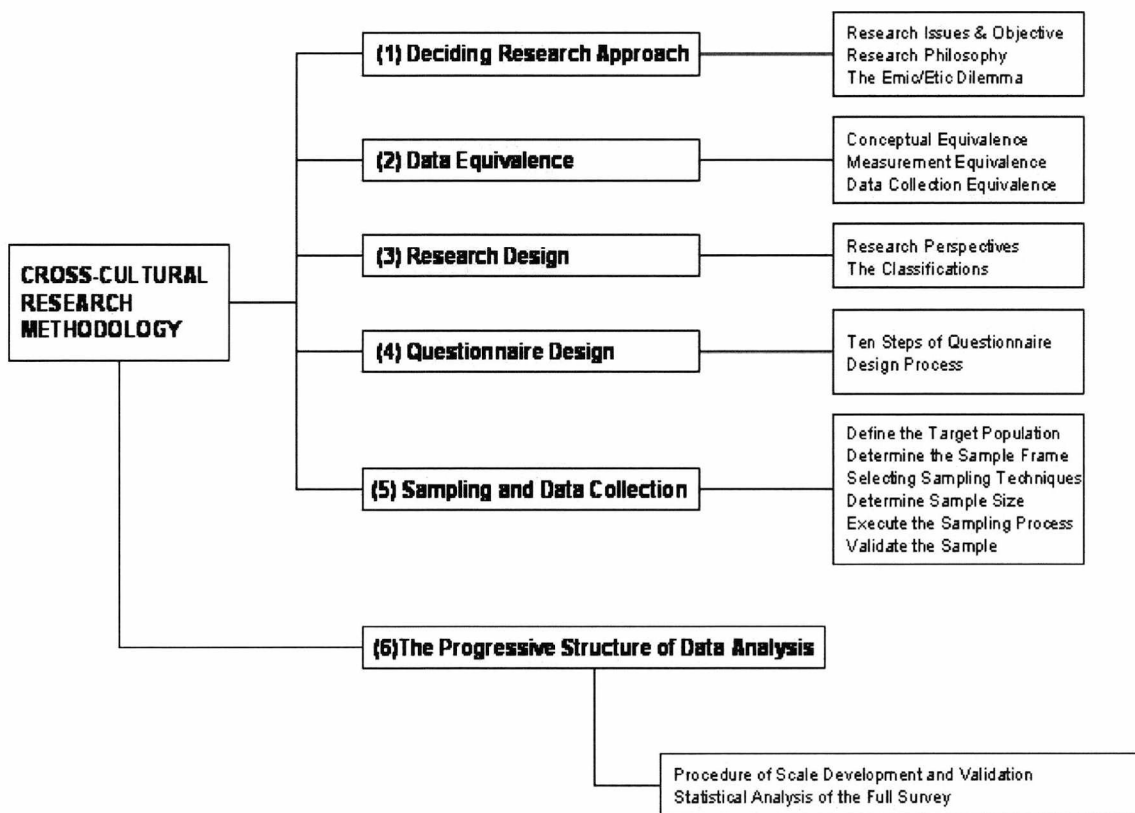 (1) Deciding Research Approach
Research Issues & Objective
Research Philosophy
The Emic/Etic Dilemma
(2) Data Equivalence
Conceptual Equivalence
Measurement Equivalence
Data Collection Equivalence
CROSS-CULTURAL
RESEARCH
METHODOLOGY
(3) Research Design
Research Perspectives
The Classifications
(4) Questionnaire Design
Ten Steps of Questionnaire
Design Process
(5) Sampling and Data Collection
Define the Target Population
Determine the Sample Frame
Selecting Sampling Techniques
Determine Sample Size
Execute the Sampling Process
Validate the Sample
(6)The Progressive Structure of Data Analysis
Procedure of Scale Development and Validation
Statistical Analysis of the Full Survey